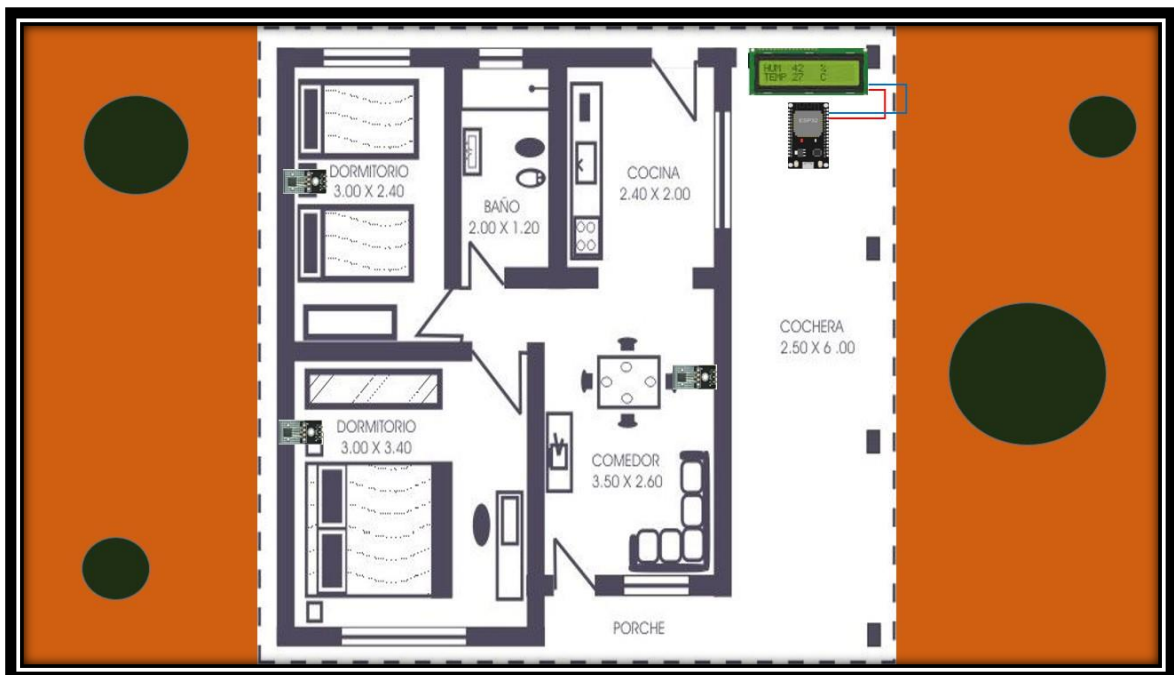 HUM 42 %
TEMP 27 C
ESP32
DORMITORIO
3.00 X 2.40
COCINA
2.40 X 2.00
BAÑO
2.00 X 1.20
COCHERA
2.50 X 6 .00
DORMITORIO
3.00 X 3.40
COMEDOR
3.50 X 2.60
PORCHE